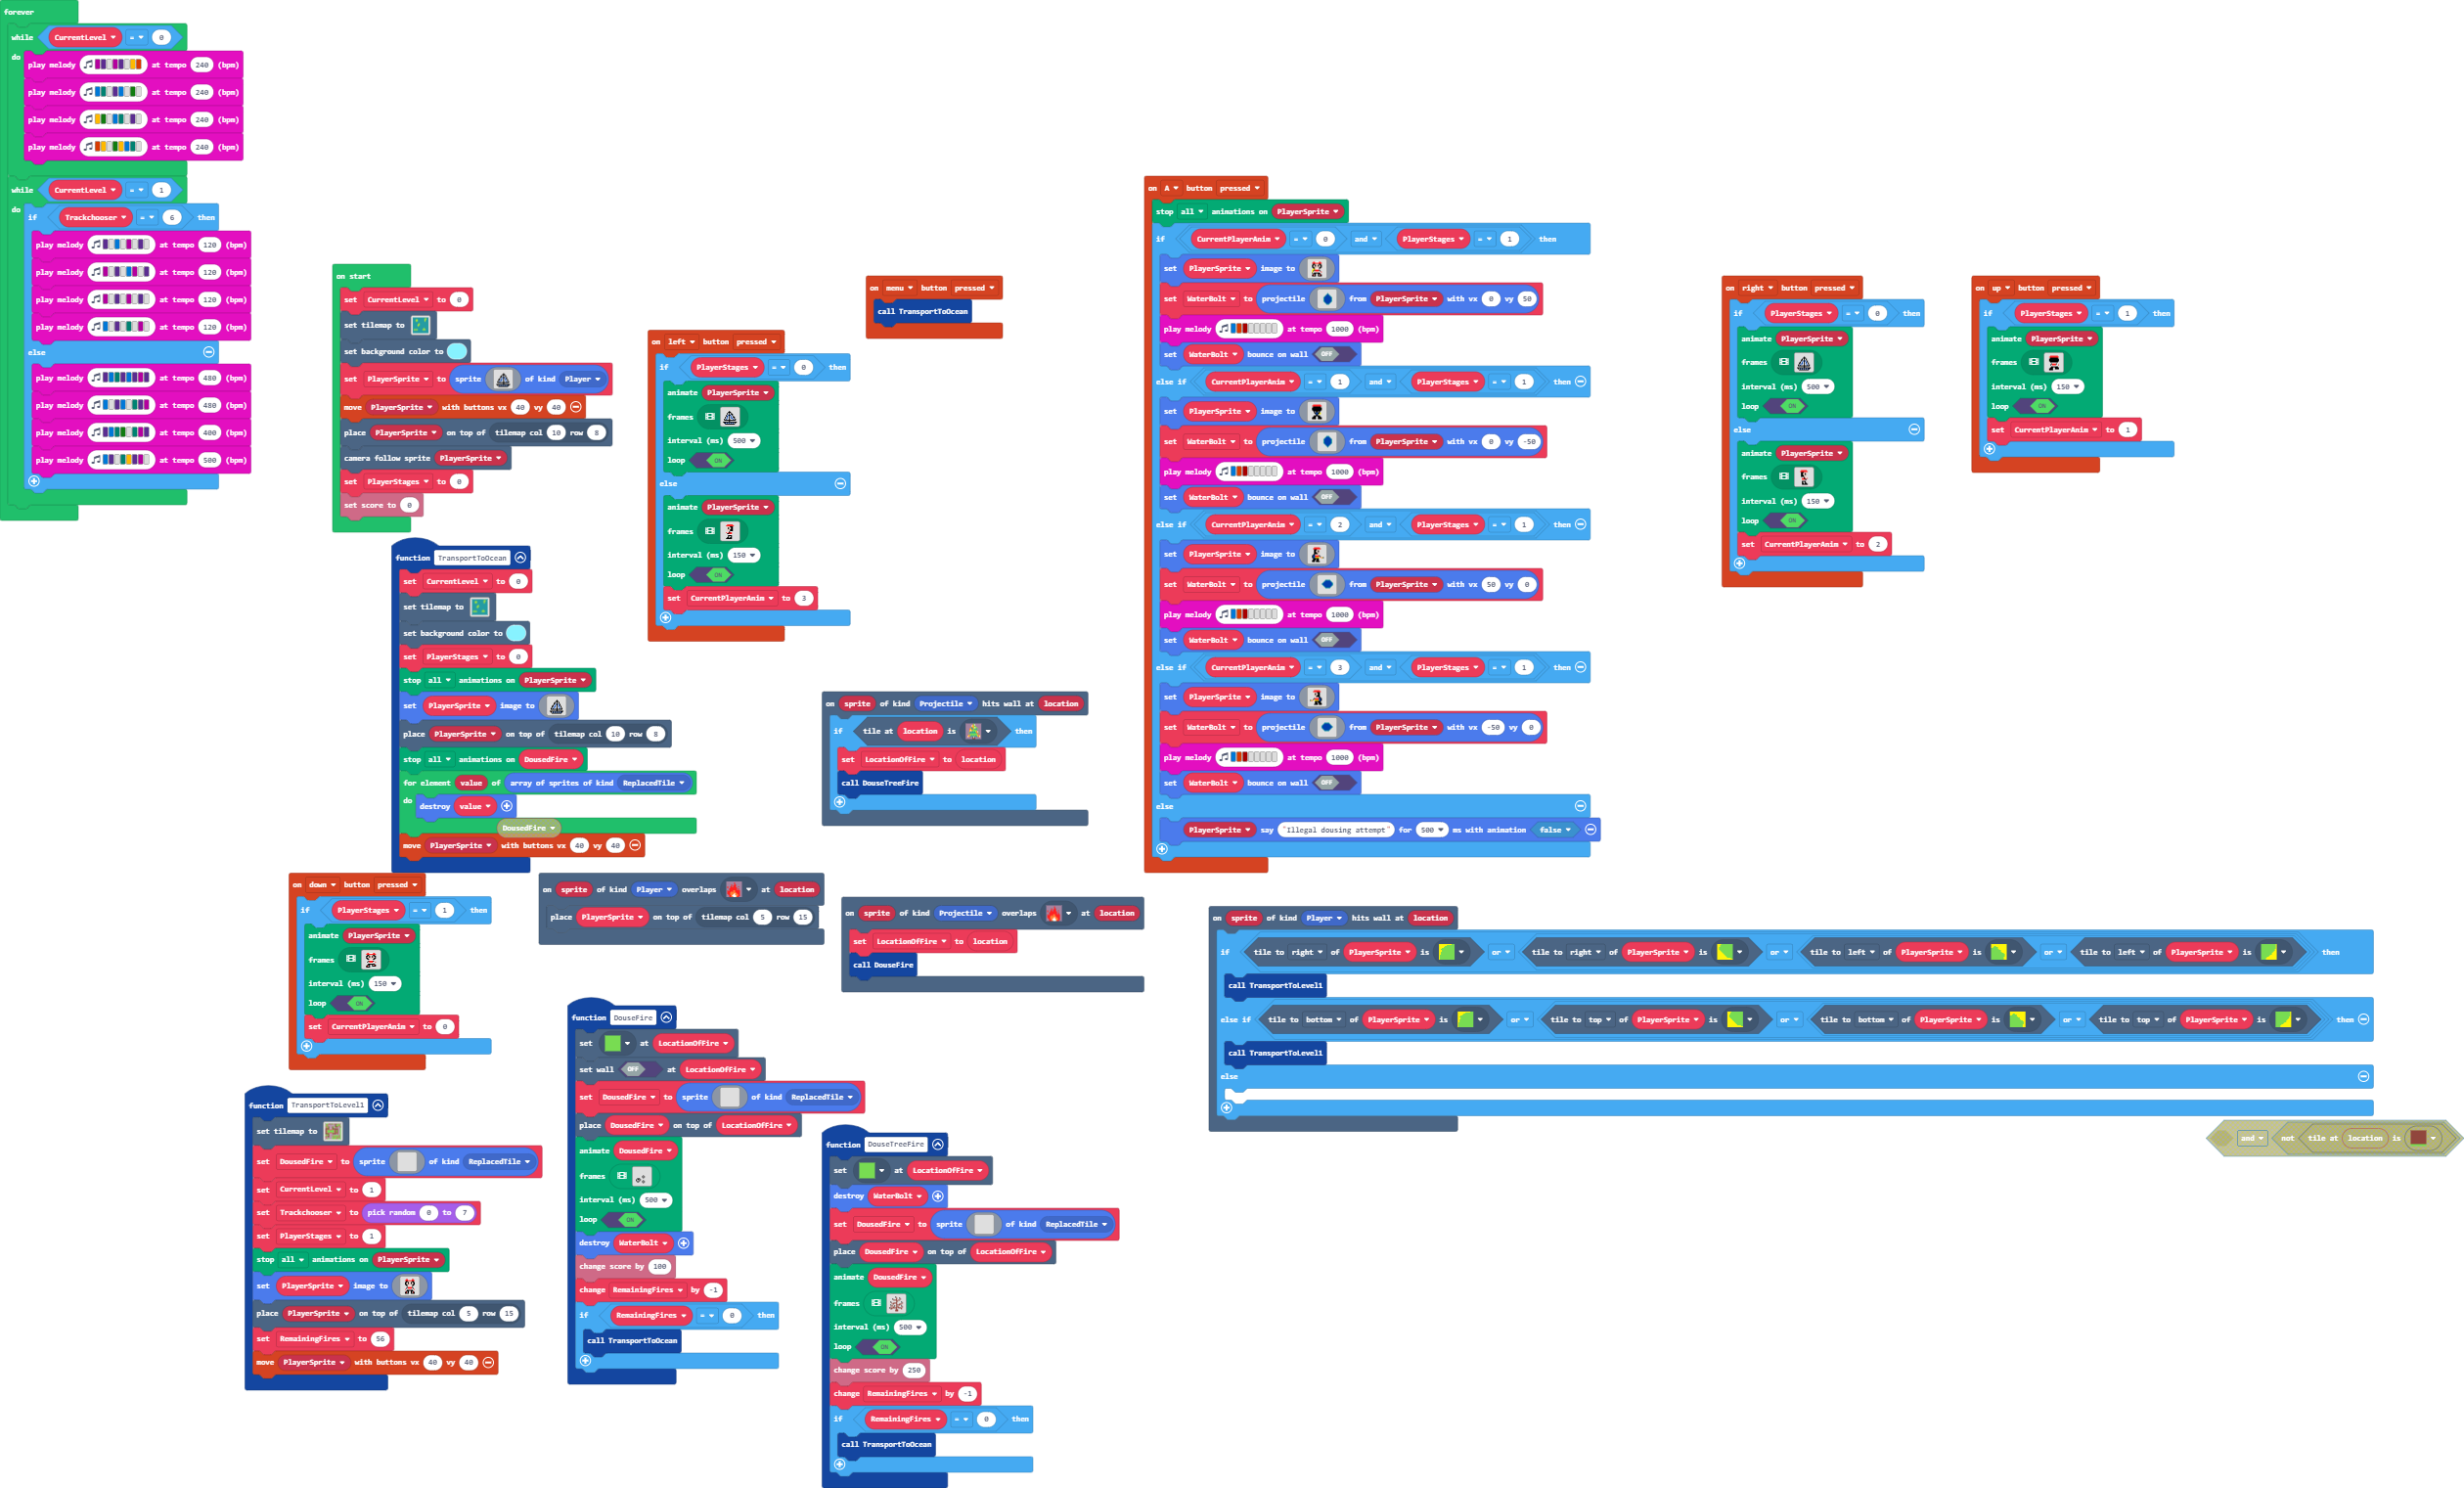 forever
while CurrentLevel = 0
do
play melody at tempo 240 (bpm)
play melody at tempo 240 (bpm)
play melody at tempo 240 (bpm)
play melody at tempo 240 (bpm)
while CurrentLevel = 1
do if Trackchooser = 6 then
play melody at tempo 120 (bpm)
play melody at tempo 120 (bpm)
play melody at tempo 120 (bpm)
play melody at tempo 120 (bpm)
else
play melody at tempo 480 (bpm)
play melody at tempo 480 (bpm)
play melody at tempo 400 (bpm)
play melody at tempo 500 (bpm)
on start
set CurrentLevel to 0
set tilemap to
set background color to
set PlayerSprite to sprite of kind Player
move PlayerSprite with buttons vx 40 vy 40
place PlayerSprite on top of tilemap col 10 row 8
camera follow sprite PlayerSprite
set PlayerStages to 0
set score to 0
function TransportToOcean
set CurrentLevel to 0
set tilemap to
set background color to
set PlayerStages to 0
stop all animations on PlayerSprite
set PlayerSprite image to
place PlayerSprite on top of tilemap col 10 row 8
stop all animations on DousedFire
for element value of array of sprites of kind ReplacedTile
do destroy value
DousedFire
move PlayerSprite with buttons vx 40 vy 40
on left button pressed
if PlayerStages = 0 then
animate PlayerSprite
frames
interval (ms) 500
loop ON
else
animate PlayerSprite
frames
interval (ms) 150
loop ON
set CurrentPlayerAnim to 3
on menu button pressed
call TransportToOcean
on sprite of kind Projectile hits wall at location
if tile at location is then
set LocationOfFire to location
call DouseTreeFire
on A button pressed
stop all animations on PlayerSprite
if CurrentPlayerAnim = 0 and PlayerStages = 1 then
set PlayerSprite image to
set WaterBolt to projectile from PlayerSprite with vx 0 vy 50
play melody at tempo 1000 (bpm)
set WaterBolt bounce on wall OFF
else if CurrentPlayerAnim = 1 and PlayerStages = 1 then
set PlayerSprite image to
set WaterBolt to projectile from PlayerSprite with vx 0 vy -50
play melody at tempo 1000 (bpm)
set WaterBolt bounce on wall OFF
else if CurrentPlayerAnim = 2 and PlayerStages = 1 then
set PlayerSprite image to
set WaterBolt to projectile from PlayerSprite with vx 50 vy 0
play melody at tempo 1000 (bpm)
set WaterBolt bounce on wall OFF
else if CurrentPlayerAnim = 3 and PlayerStages = 1 then
set PlayerSprite image to
set WaterBolt to projectile from PlayerSprite with vx -50 vy 0
play melody at tempo 1000 (bpm)
set WaterBolt bounce on wall OFF
else
PlayerSprite say "Illegal dousing attempt" for 500 ms with animation false
on right button pressed
if PlayerStages = 0 then
animate PlayerSprite
frames
interval (ms) 500
loop ON
else
animate PlayerSprite
frames
interval (ms) 150
loop ON
set CurrentPlayerAnim to 2
on up button pressed
if PlayerStages = 1 then
animate PlayerSprite
frames
interval (ms) 150
loop ON
set CurrentPlayerAnim to 1
on down button pressed
if PlayerStages = 1 then
animate PlayerSprite
frames
interval (ms) 150
loop ON
set CurrentPlayerAnim to 0
on sprite of kind Player overlaps at location
place PlayerSprite on top of tilemap col 5 row 15
on sprite of kind Projectile overlaps at location
set LocationOfFire to location
call DouseFire
on sprite of kind Player hits wall at location
if tile to right of PlayerSprite is or tile to right of PlayerSprite is or tile to left of PlayerSprite is or tile to left of PlayerSprite is then
call TransportToLevel1
else if tile to bottom of PlayerSprite is or tile to top of PlayerSprite is or tile to bottom of PlayerSprite is or tile to top of PlayerSprite is then
call TransportToLevel1
else
and not tile at location is
function TransportToLevel1
set tilemap to
set DousedFire to sprite of kind ReplacedTile
set CurrentLevel to 1
set Trackchooser to pick random 0 to 7
set PlayerStages to 1
stop all animations on PlayerSprite
set PlayerSprite image to
place PlayerSprite on top of tilemap col 5 row 15
set RemainingFires to 56
move PlayerSprite with buttons vx 40 vy 40
function DouseFire
set at LocationOfFire
set wall OFF at LocationOfFire
set DousedFire to sprite of kind ReplacedTile
place DousedFire on top of LocationOfFire
animate DousedFire
frames
interval (ms) 500
loop ON
destroy WaterBolt
change score by 100
change RemainingFires by -1
if RemainingFires = 0 then
call TransportToOcean
function DouseTreeFire
set at LocationOfFire
destroy WaterBolt
set DousedFire to sprite of kind ReplacedTile
place DousedFire on top of LocationOfFire
animate DousedFire
frames
interval (ms) 500
loop ON
change score by 250
change RemainingFires by -1
if RemainingFires = 0 then
call TransportToOcean